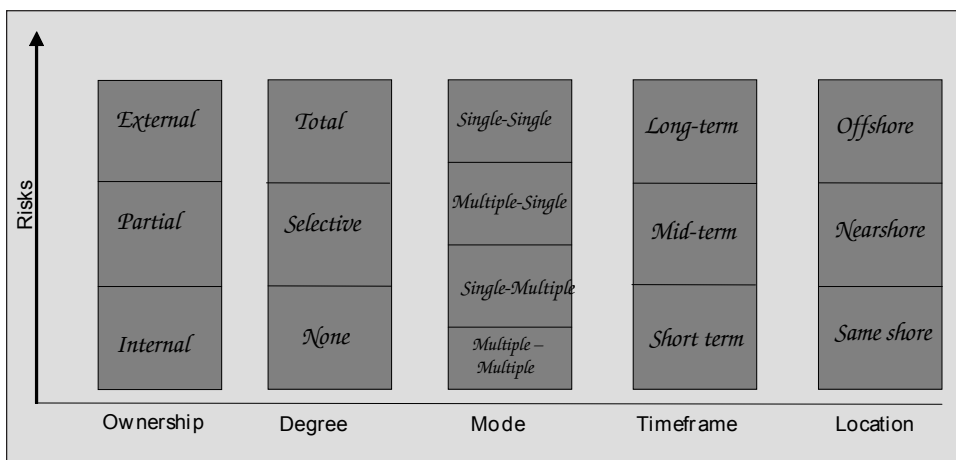 Risks
External
Partial
Internal
Total
Selective
None
Single-Single
Multiple-Single
Single-Multiple
Multiple –
Multiple
Long-term
Mid-term
Short term
Offshore
Nearshore
Same shore
Ownership
Degree
Mode
Timeframe
Location